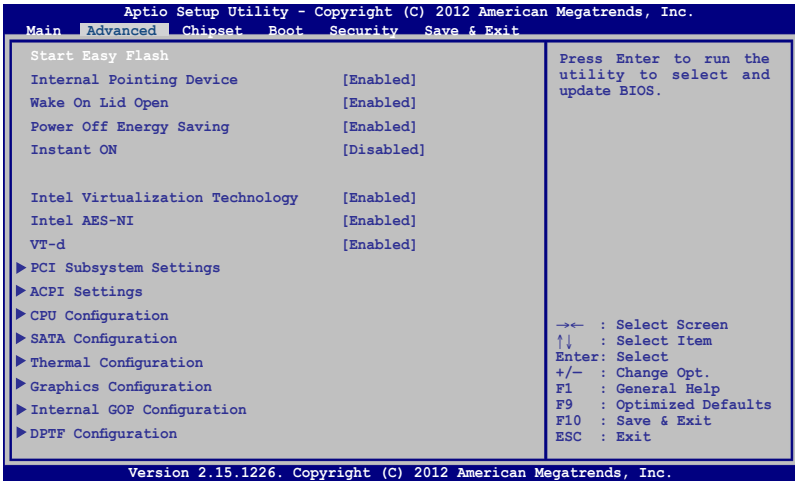 Aptio Setup Utility - Copyright (C) 2012 American Megatrends, Inc.
Main Advanced Chipset Boot Security Save & Exit
Start Easy Flash
Internal Pointing Device [Enabled]
Wake On Lid Open [Enabled]
Power Off Energy Saving [Enabled]
Instant ON [Disabled]
Intel Virtualization Technology [Enabled]
Intel AES-NI [Enabled]
VT-d [Enabled]
PCI Subsystem Settings
ACPI Settings
CPU Configuration
SATA Configuration
Thermal Configuration
Graphics Configuration
Internal GOP Configuration
DPTF Configuration
Press Enter to run the
utility to select and
update BIOS.
→← : Select Screen
↑↓ : Select Item
Enter: Select
+/— : Change Opt.
F1 : General Help
F9 : Optimized Defaults
F10 : Save & Exit
ESC : Exit
Version 2.15.1226. Copyright (C) 2012 American Megatrends, Inc.